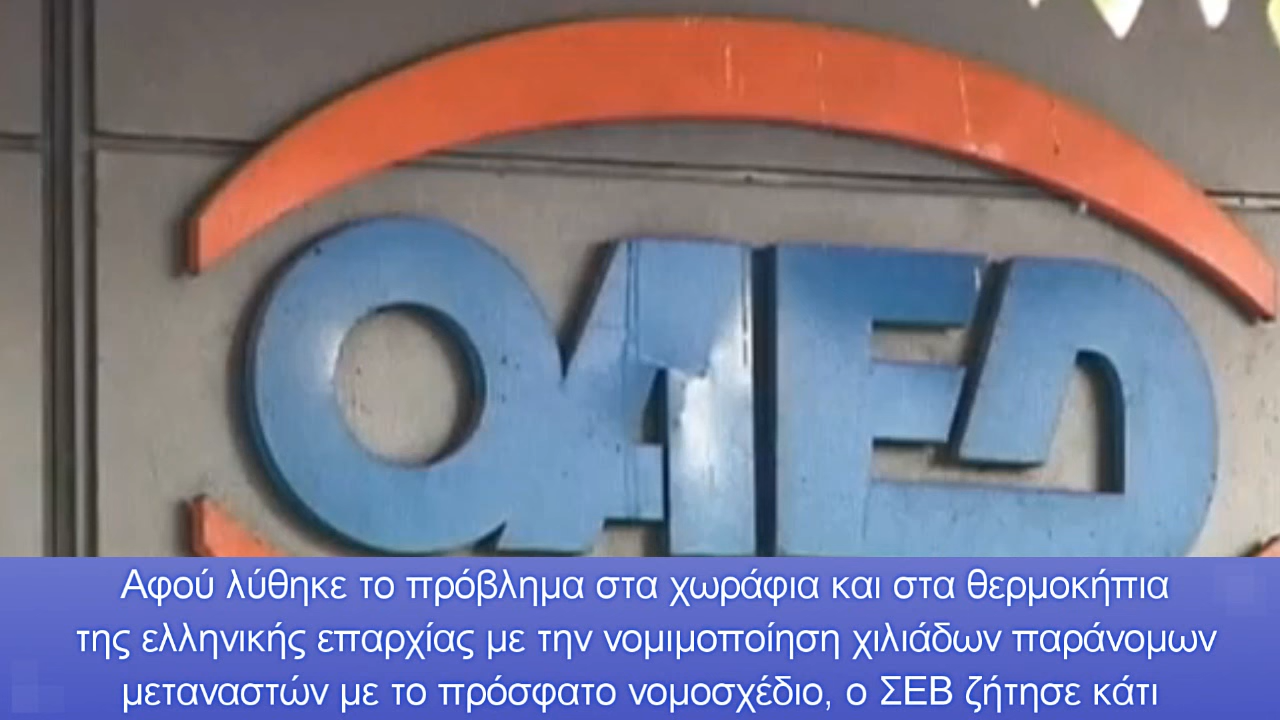 ΟΑΕΔ
Αφού λύθηκε το πρόβλημα στα χωράφια και στα θερμοκήπια
της ελληνικής επαρχίας με την νομιμοποίηση χιλιάδων παράνομων
μεταναστών με το πρόσφατο νομοσχέδιο, ο ΣΕΒ ζήτησε κάτι